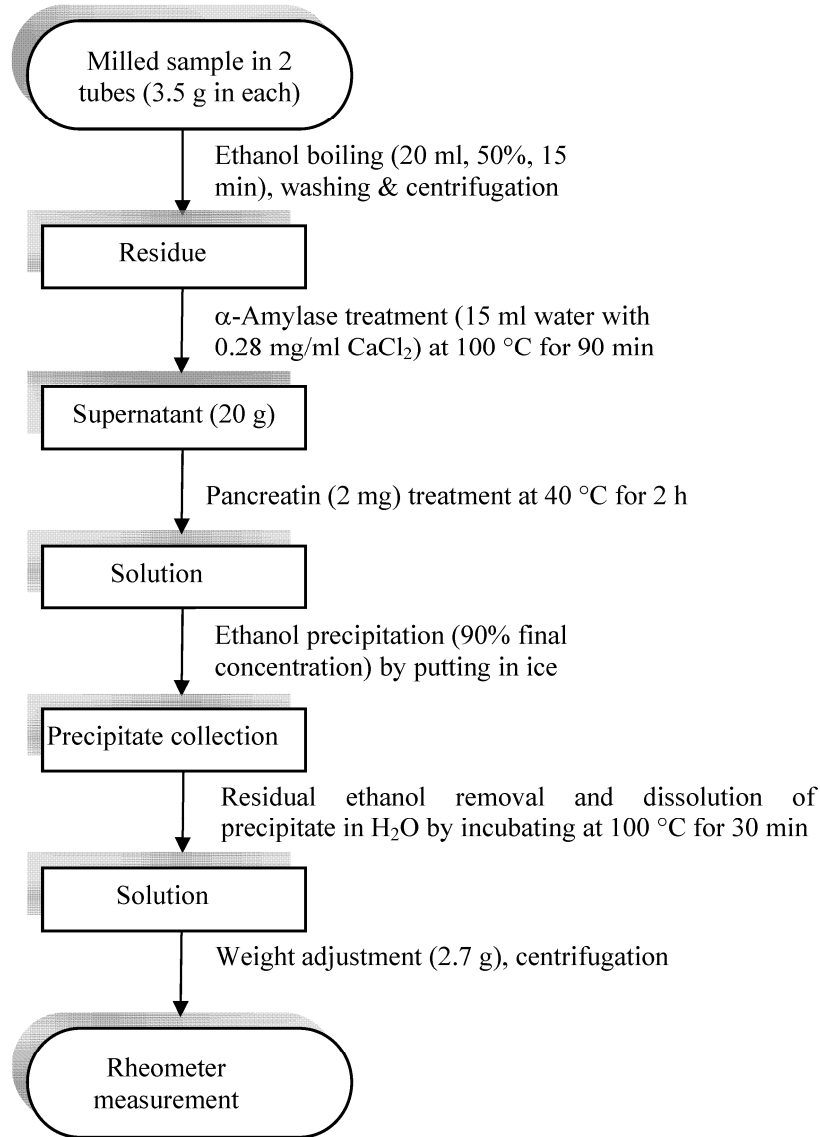 Milled sample in 2
tubes (3.5 g in each)
Ethanol boiling (20 ml, 50%, 15
min), washing & centrifugation
Residue
α-Amylase treatment (15 ml water with
0.28 mg/ml CaCl₂) at 100 °C for 90 min
Supernatant (20 g)
Pancreatin (2 mg) treatment at 40 °C for 2 h
Solution
Ethanol precipitation (90% final
concentration) by putting in ice
Precipitate collection
Residual ethanol removal and dissolution of
precipitate in H₂O by incubating at 100 °C for 30 min
Solution
Weight adjustment (2.7 g), centrifugation
Rheometer
measurement